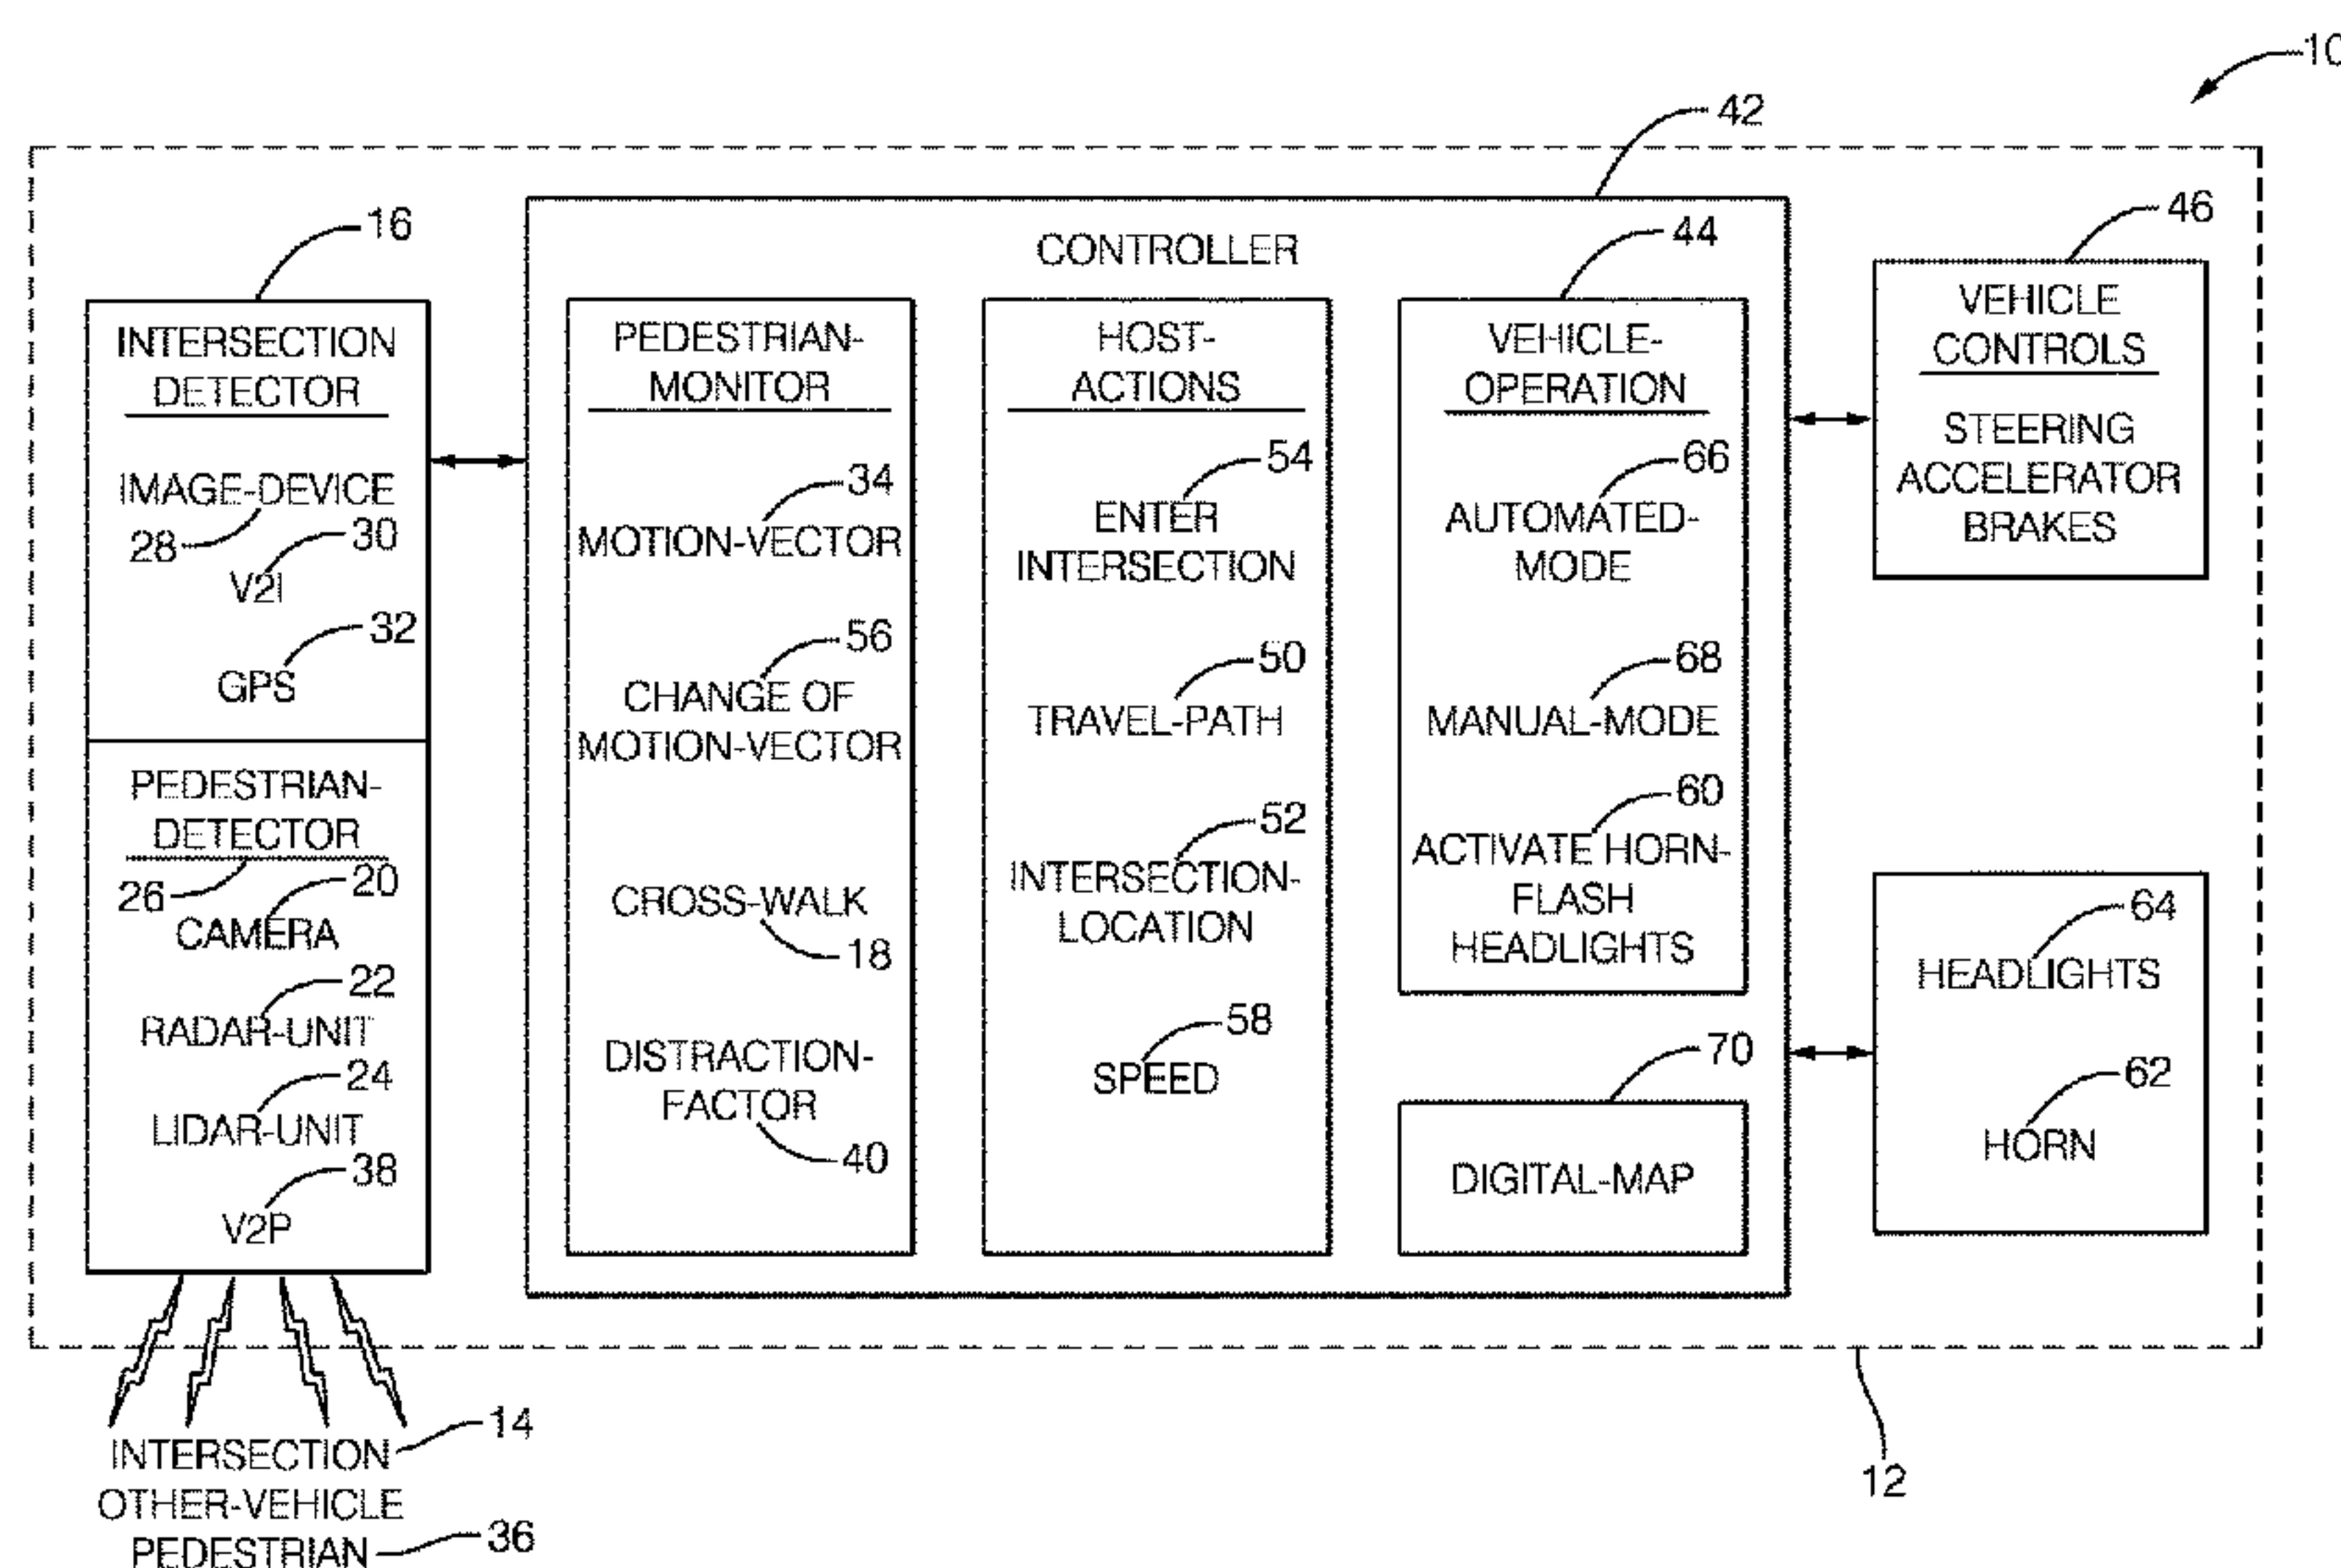 10
42
16
INTERSECTION
DETECTOR
IMAGE-DEVICE
28
30
V2I
32
GPS
PEDESTRIAN-
DETECTOR
26
20
CAMERA
22
RADAR-UNIT
24
LIDAR-UNIT
38
V2P
CONTROLLER
PEDESTRIAN-
MONITOR
34
MOTION-VECTOR
56
CHANGE OF
MOTION-VECTOR
CROSS-WALK
18
DISTRACTION-
FACTOR
40
HOST-
ACTIONS
54
ENTER
INTERSECTION
50
TRAVEL-PATH
52
INTERSECTION-
LOCATION
58
SPEED
44
VEHICLE-
OPERATION
66
AUTOMATED-
MODE
68
MANUAL-MODE
60
ACTIVATE HORN-
FLASH
HEADLIGHTS
70
DIGITAL-MAP
46
VEHICLE
CONTROLS
STEERING
ACCELERATOR
BRAKES
64
HEADLIGHTS
62
HORN
14
INTERSECTION
OTHER-VEHICLE
PEDESTRIAN
36
12